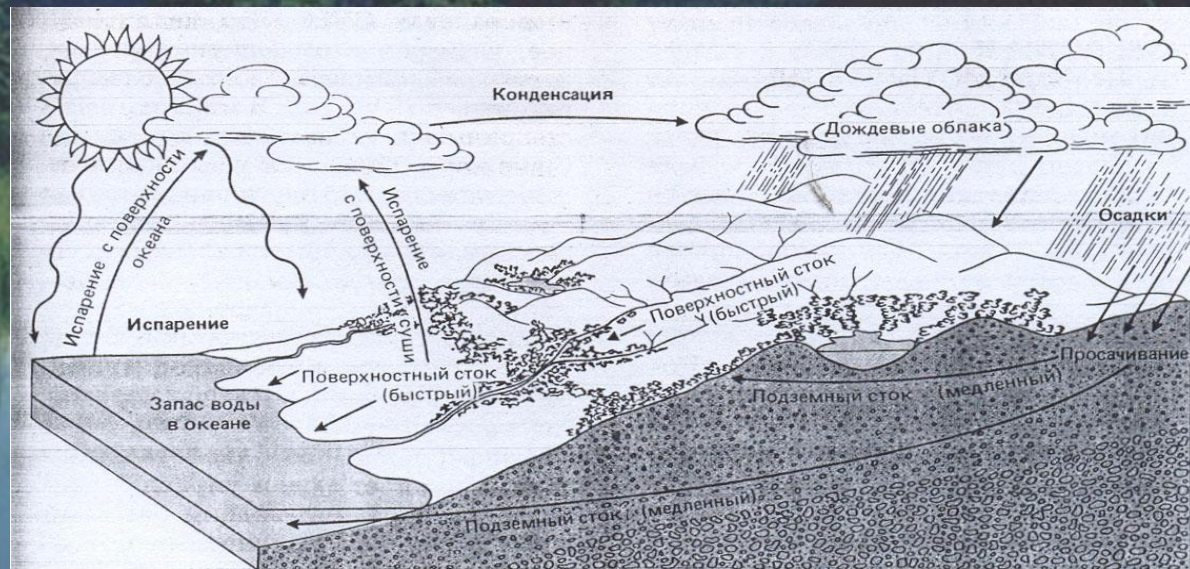 Конденсация
Дождевые облака
Испарение с поверхности
океана
Испарение
с поверхности суши
Осадки
Испарение
Поверхностный сток
(быстрый)
Поверхностный сток
(быстрый)
Просачивание
Запас воды
в океане
Подземный сток (медленный)
Подземный сток (медленный)